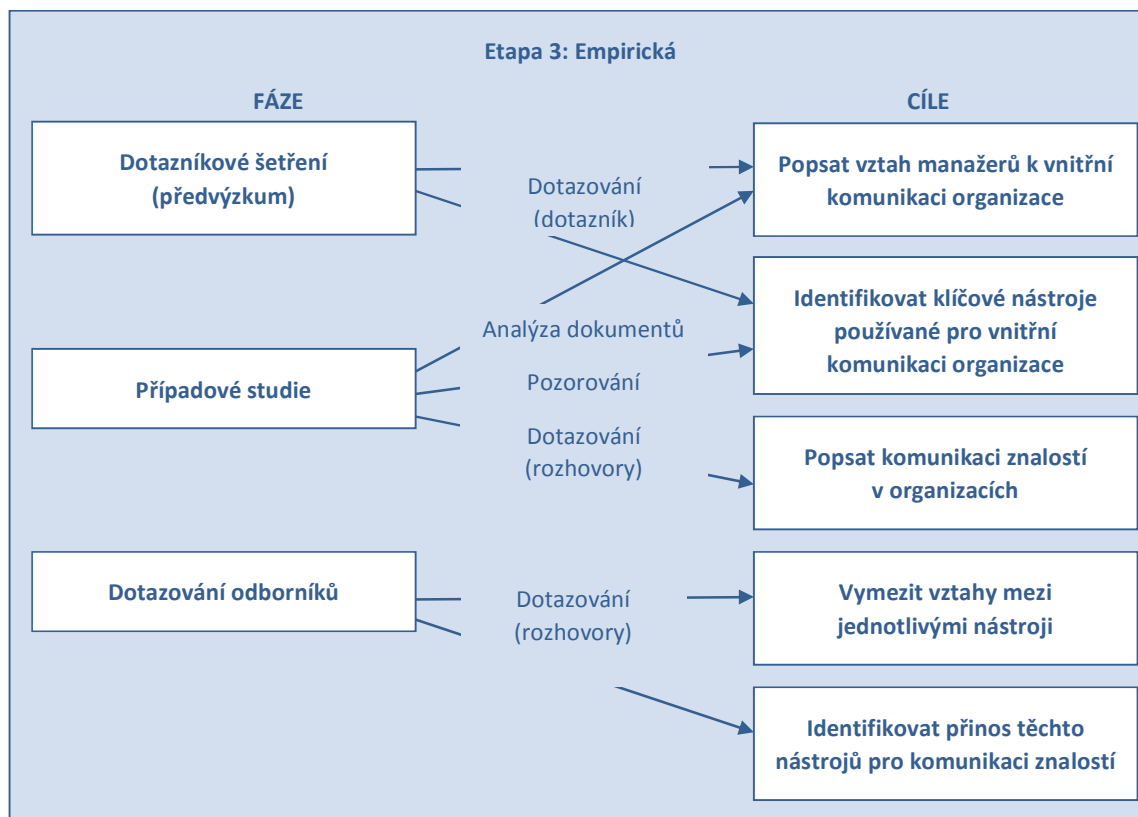 Etapa 3: Empirická
FÁZE
CÍLE
Dotazníkové šetření
(předvýzkum)
Dotazování
(dotazník)
Popsat vztah manažerů k vnitřní
komunikaci organizace
Identifikovat klíčové nástroje
používané pro vnitřní
komunikaci organizace
Případové studie
Analýza dokumentů
Pozorování
Dotazování
(rozhovory)
Popsat komunikaci znalostí
v organizacích
Dotazování odborníků
Dotazování
(rozhovory)
Vymezit vztahy mezi
jednotlivými nástroji
Identifikovat přinos těchto
nástrojů pro komunikaci znalostí